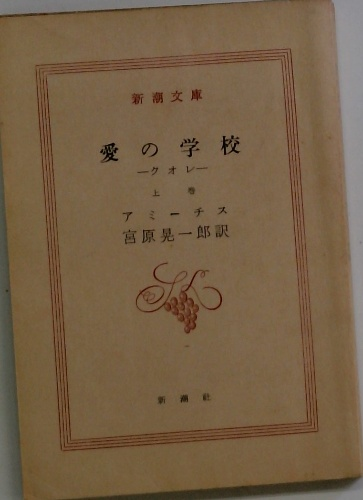 新潮文庫
愛の学校
―クオレ―
上巻
アミーチス
宮原晃一郎訳
新潮社